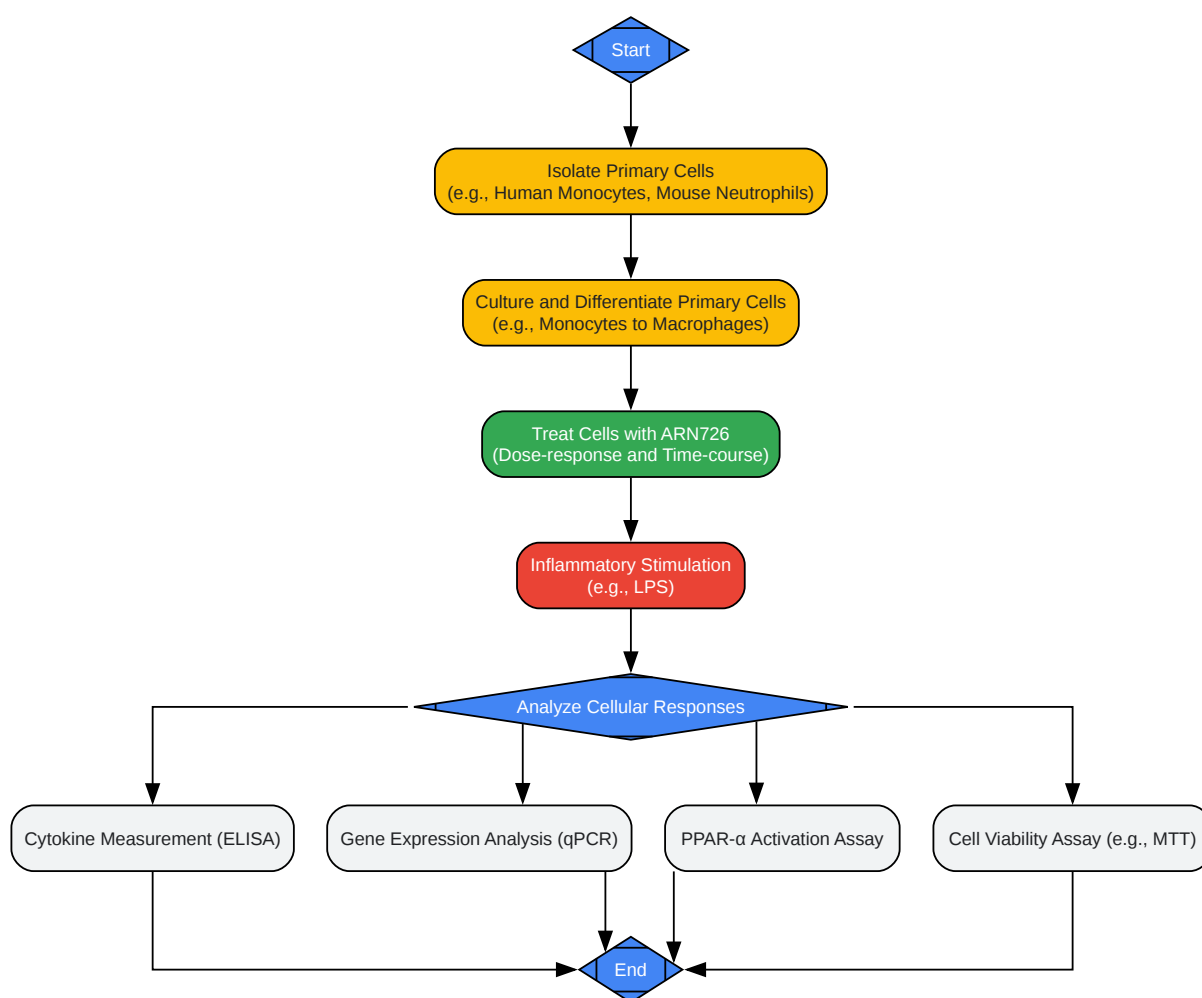 Start
Isolate Primary Cells
(e.g., Human Monocytes, Mouse Neutrophils)
Culture and Differentiate Primary Cells
(e.g., Monocytes to Macrophages)
Treat Cells with ARN726
(Dose-response and Time-course)
Inflammatory Stimulation
(e.g., LPS)
Analyze Cellular Responses
Cytokine Measurement (ELISA)
Gene Expression Analysis (qPCR)
PPAR-α Activation Assay
Cell Viability Assay (e.g., MTT)
End